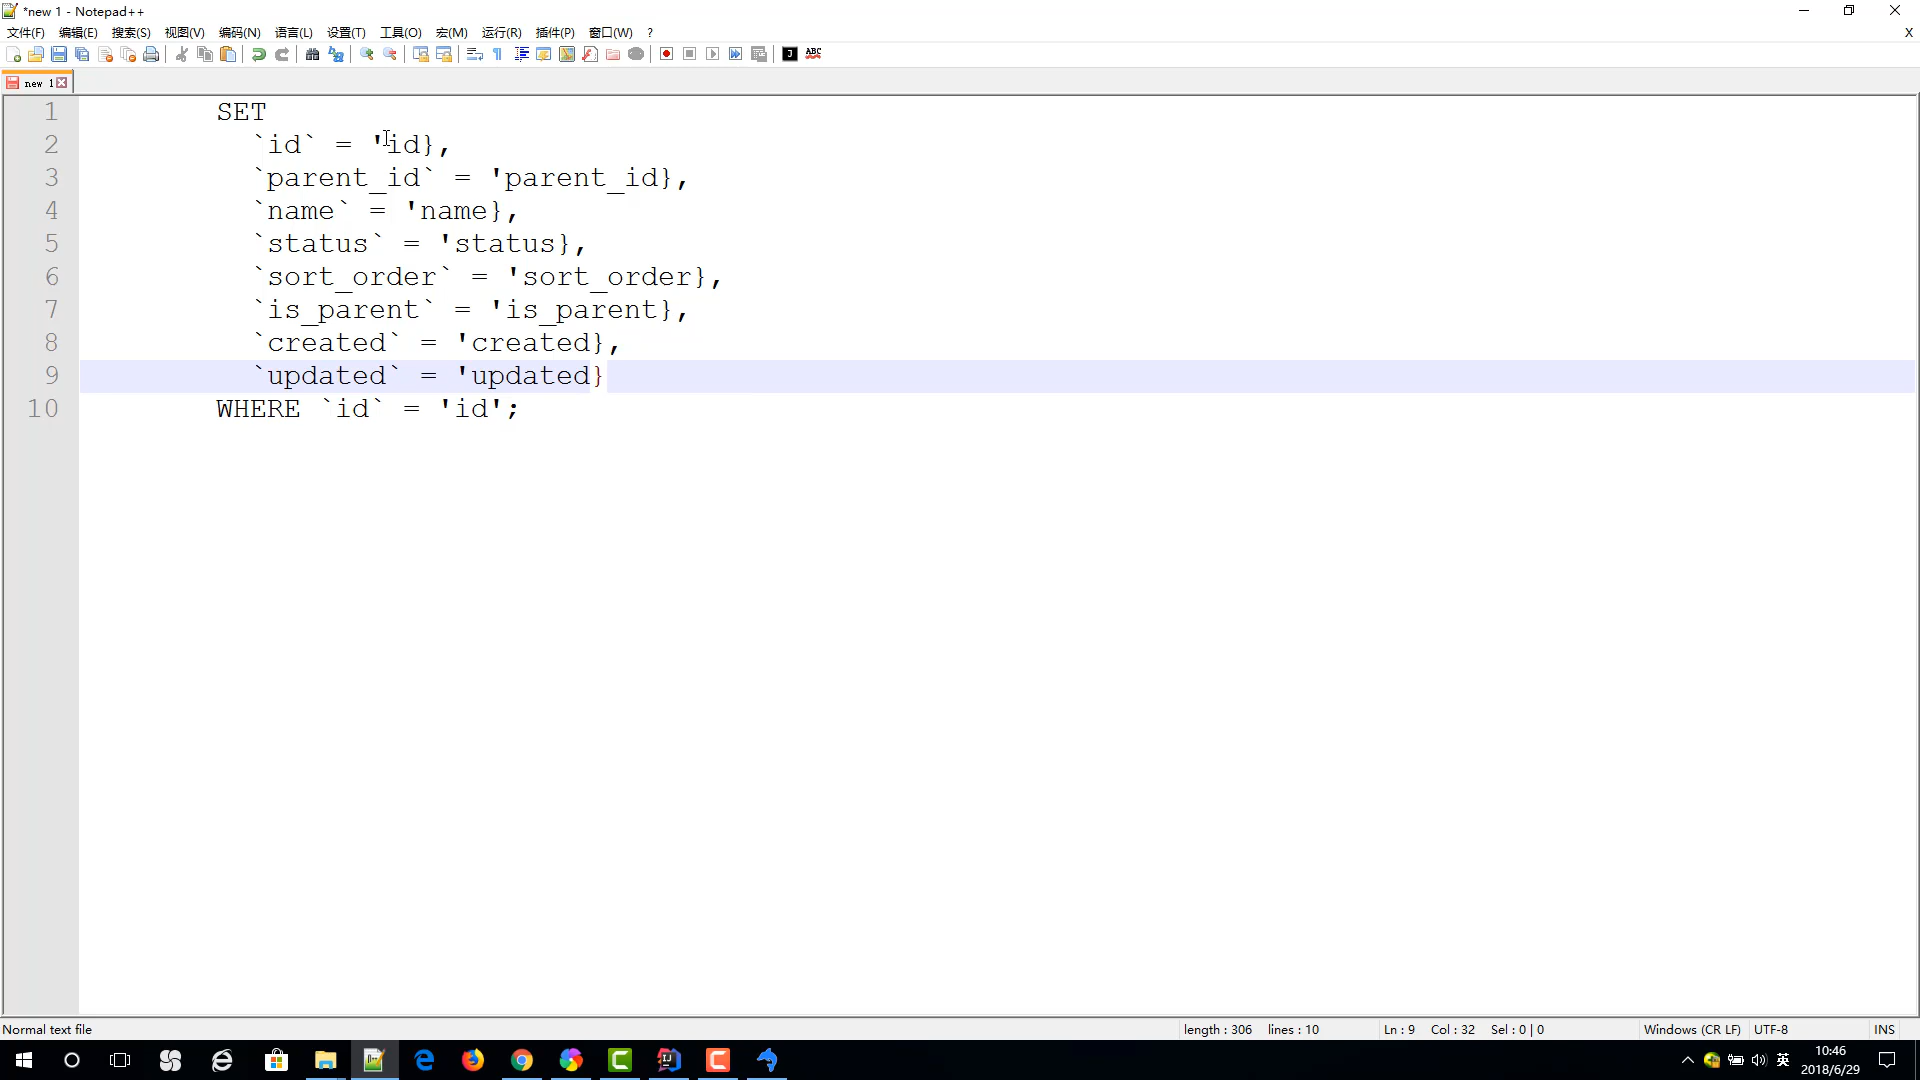 *new 1 - Notepad++
文件(F) 编辑(E) 搜索(S) 视图(V) 编码(N) 语言(L) 设置(T) 工具(O) 宏(M) 运行(R) 插件(P) 窗口(W) ? X
ABC
new 1
1 SET
2 `id` = 'id},
3 `parent_id` = 'parent_id},
4 `name` = 'name},
5 `status` = 'status},
6 `sort_order` = 'sort_order},
7 `is_parent` = 'is_parent},
8 `created` = 'created},
9 `updated` = 'updated}
10 WHERE `id` = 'id';
Normal text file length : 306 lines : 10 Ln : 9 Col : 32 Sel : 0 | 0 Windows (CR LF) UTF-8 INS
英 10:46
2018/6/29